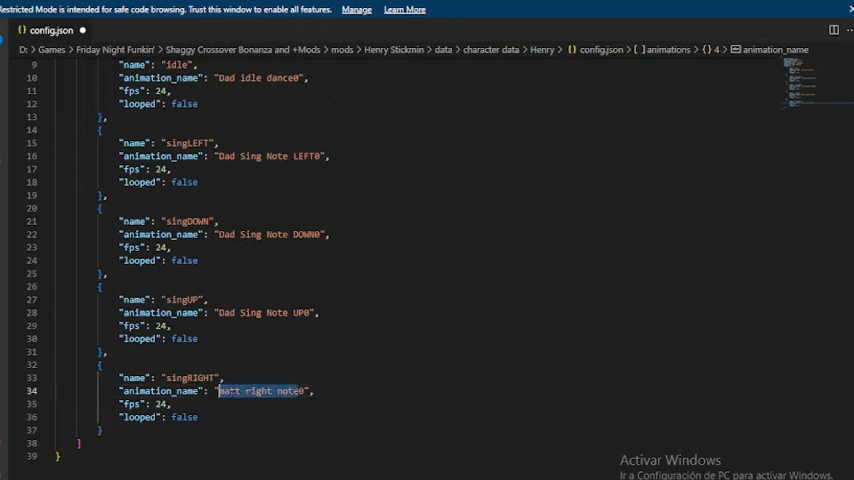 Restricted Mode is intended for safe code browsing. Trust this window to enable all features. Manage Learn More
config.json
D: > Games > Friday Night Funkin' > Shaggy Crossover Bonanza and +Mods > mods > Henry Stickmin > data > character data > Henry > config.json > [ ] animations > {} 4 > animation_name
9 "name": "idle",
10 "animation_name": "Dad idle dance0",
11 "fps": 24,
12 "looped": false
13 },
14 {
15 "name": "singLEFT",
16 "animation_name": "Dad Sing Note LEFT0",
17 "fps": 24,
18 "looped": false
19 },
20 {
21 "name": "singDOWN",
22 "animation_name": "Dad Sing Note DOWN0",
23 "fps": 24,
24 "looped": false
25 },
26 {
27 "name": "singUP",
28 "animation_name": "Dad Sing Note UP0",
29 "fps": 24,
30 "looped": false
31 },
32 {
33 "name": "singRIGHT",
34 "animation_name": "matt right note0",
35 "fps": 24,
36 "looped": false
37 }
38 ]
39 }
Activar Windows
Ir a Configuración de PC para activar Windows.